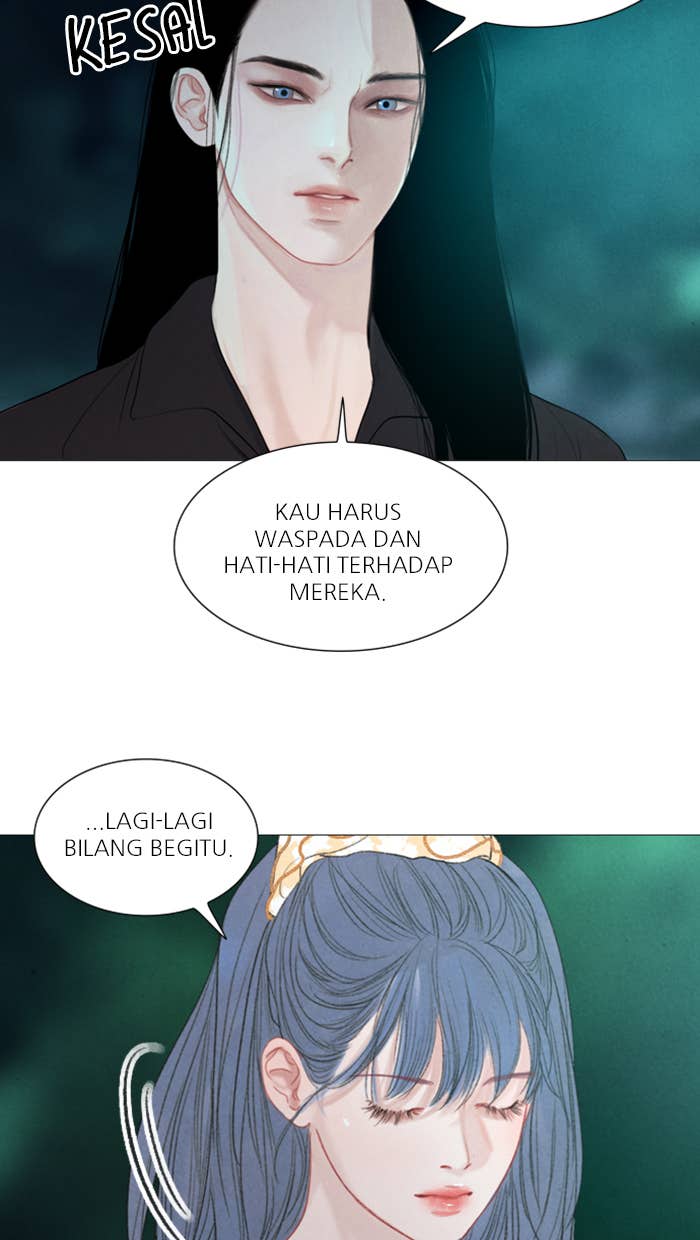 KESAL
KAU HARUS
WASPADA DAN
HATI-HATI TERHADAP
MEREKA.
...LAGI-LAGI
BILANG BEGITU.